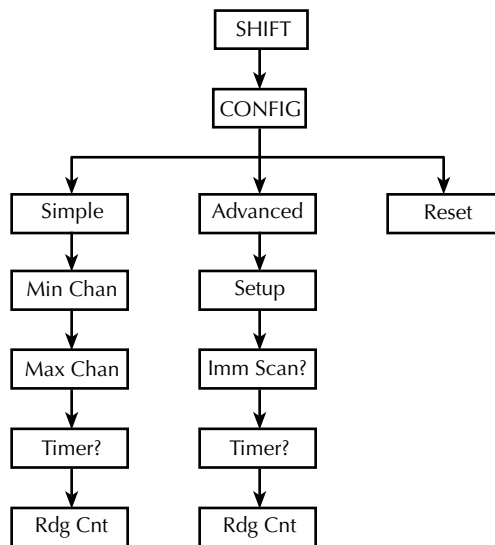 SHIFT
CONFIG
Simple
Advanced
Reset
Min Chan
Setup
Max Chan
Imm Scan?
Timer?
Timer?
Rdg Cnt
Rdg Cnt